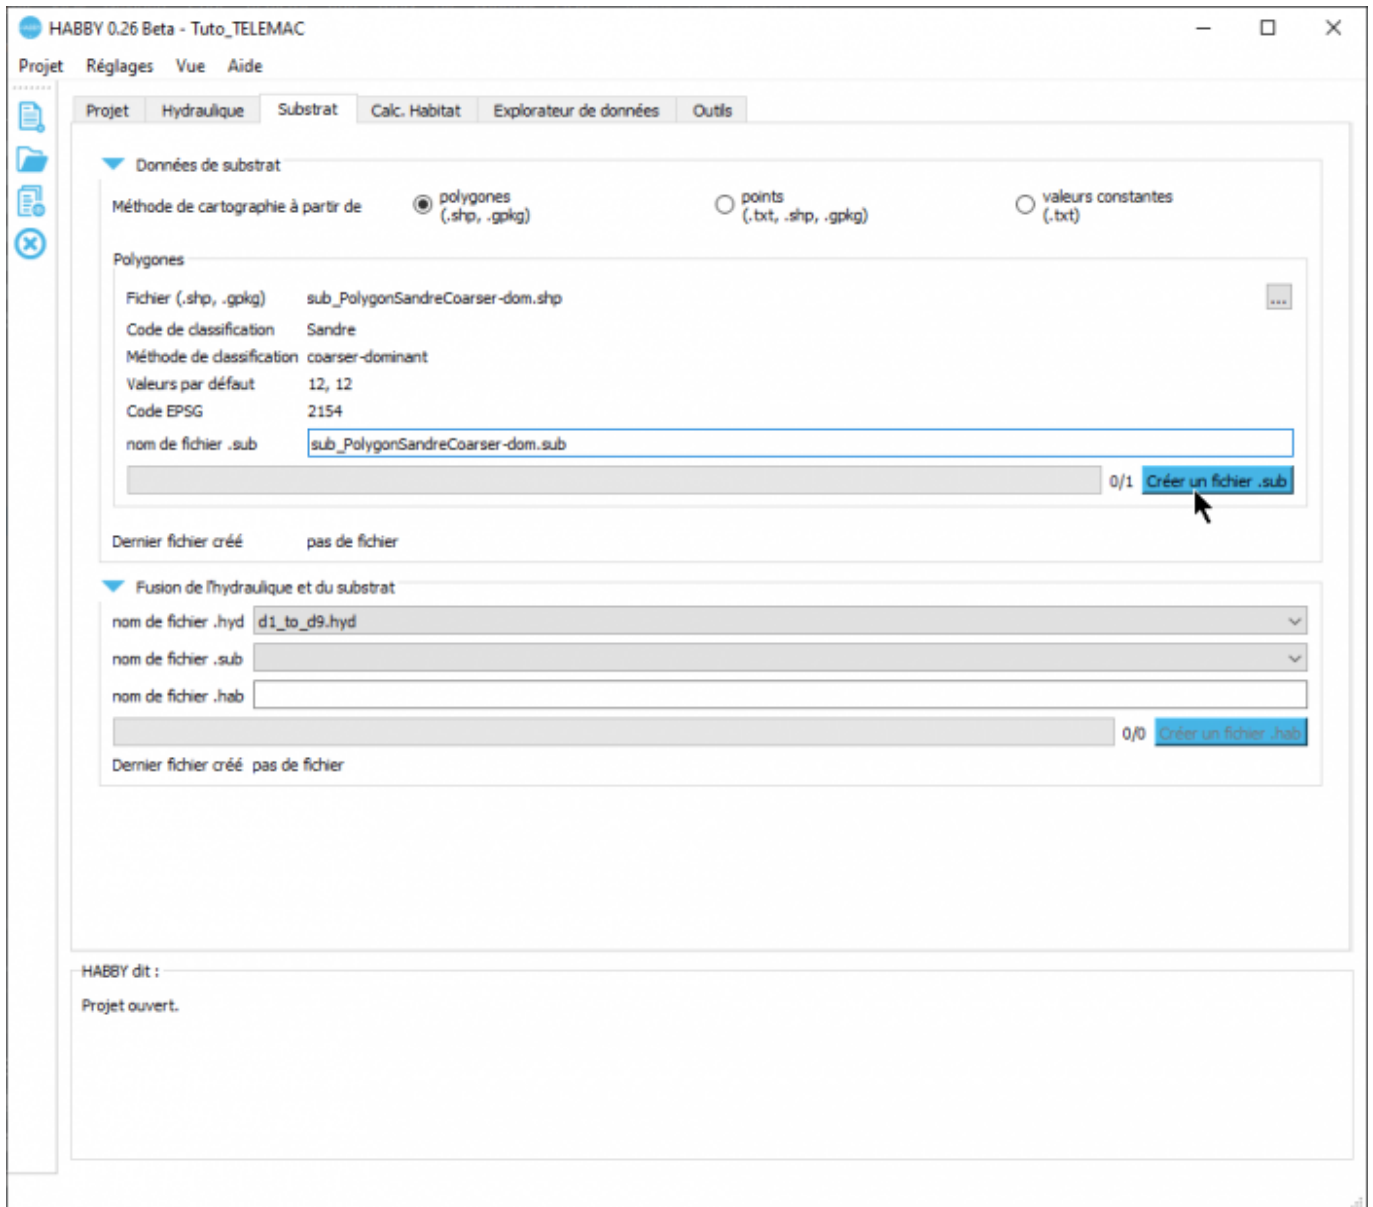 HABBY 0.26 Beta - Tuto_TELEMAC
Projet Réglages Vue Aide
Projet Hydraulique Substrat Calc. Habitat Explorateur de données Outils
Données de substrat
Méthode de cartographie à partir de
polygones
(.shp, .gpkg)
points
(.txt, .shp, .gpkg)
valeurs constantes
(.txt)
Polygones
Fichier (.shp, .gpkg) sub_PolygonSandreCoarser-dom.shp ...
Code de classification Sandre
Méthode de classification coarser-dominant
Valeurs par défaut 12, 12
Code EPSG 2154
nom de fichier .sub sub_PolygonSandreCoarser-dom.sub
0/1 Créer un fichier .sub
Dernier fichier créé pas de fichier
Fusion de l'hydraulique et du substrat
nom de fichier .hyd d1_to_d9.hyd
nom de fichier .sub
nom de fichier .hab
0/0 Créer un fichier .hab
Dernier fichier créé pas de fichier
HABBY dit :
Projet ouvert.